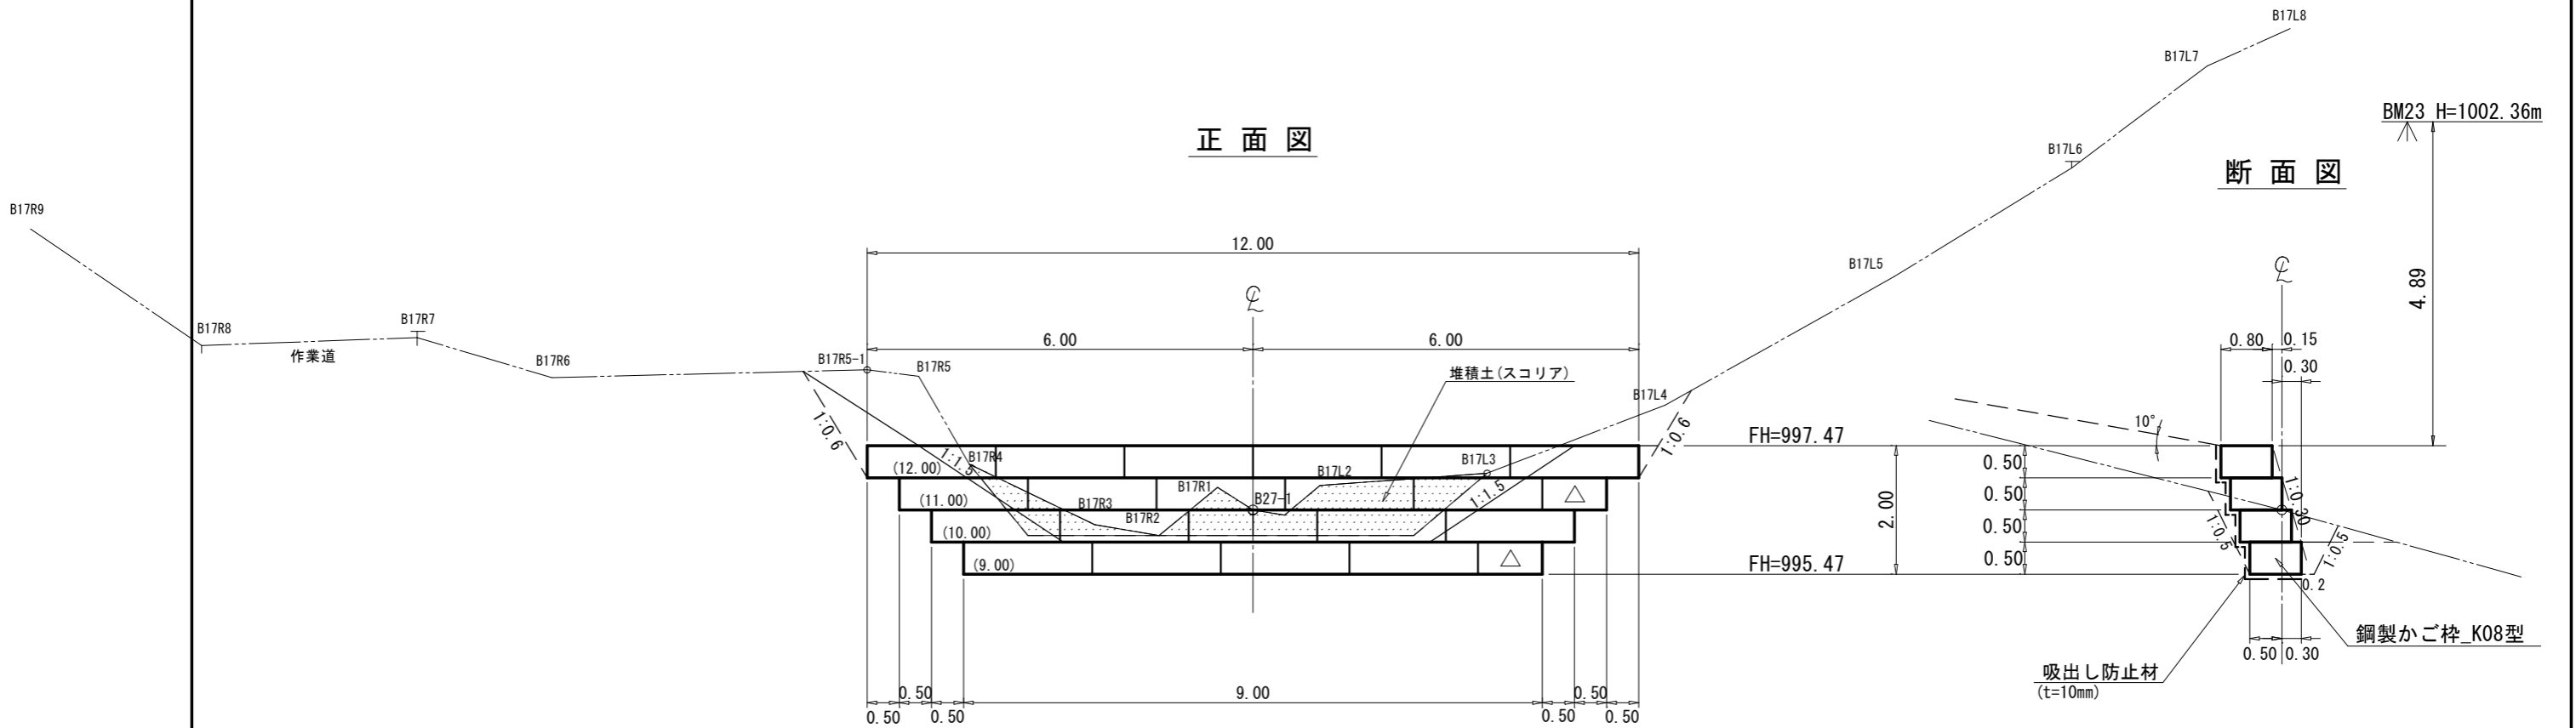 B17L8
B17L7
BM23 H=1002.36m
正 面 図
B17L6
断 面 図
B17R9
12.00
B17L5
℄
℄
4.89
B17R8
B17R7
作業道
B17R6
B17R5-1
B17R5
6.00
6.00
0.80
0.15
0.30
堆積土(スコリア)
B17L4
1:0.6
1:0.6
10°
FH=997.47
(12.00)
1:1.5
B17R4
B17L3
B17L2
B17R1
B27-1
1:1.5
(11.00)
B17R3
B17R2
(10.00)
(9.00)
2.00
0.50
0.50
0.50
0.50
1:0.30
1:0.5
1:0.5
FH=995.47
0.2
鋼製かご枠_K08型
0.50
0.30
吸出し防止材
(t=10mm)
0.50
9.00
0.50
0.50
0.50
0.50
0.50